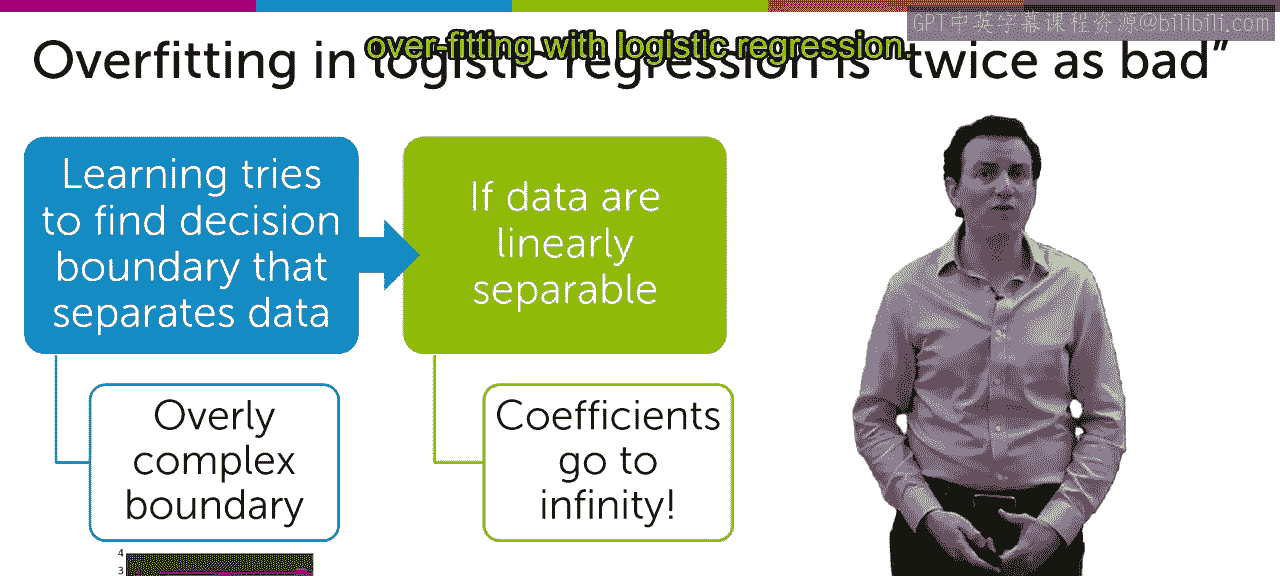 GPT中英字幕课程资源@bilibili.com
over-fitting with logistic regression.
Overfitting in logistic regression is “twice as bad”
Learning tries
to find decision
boundary that
separates data
If data are
linearly
separable
Overly
complex
boundary
Coefficients
go to
infinity!
4
3